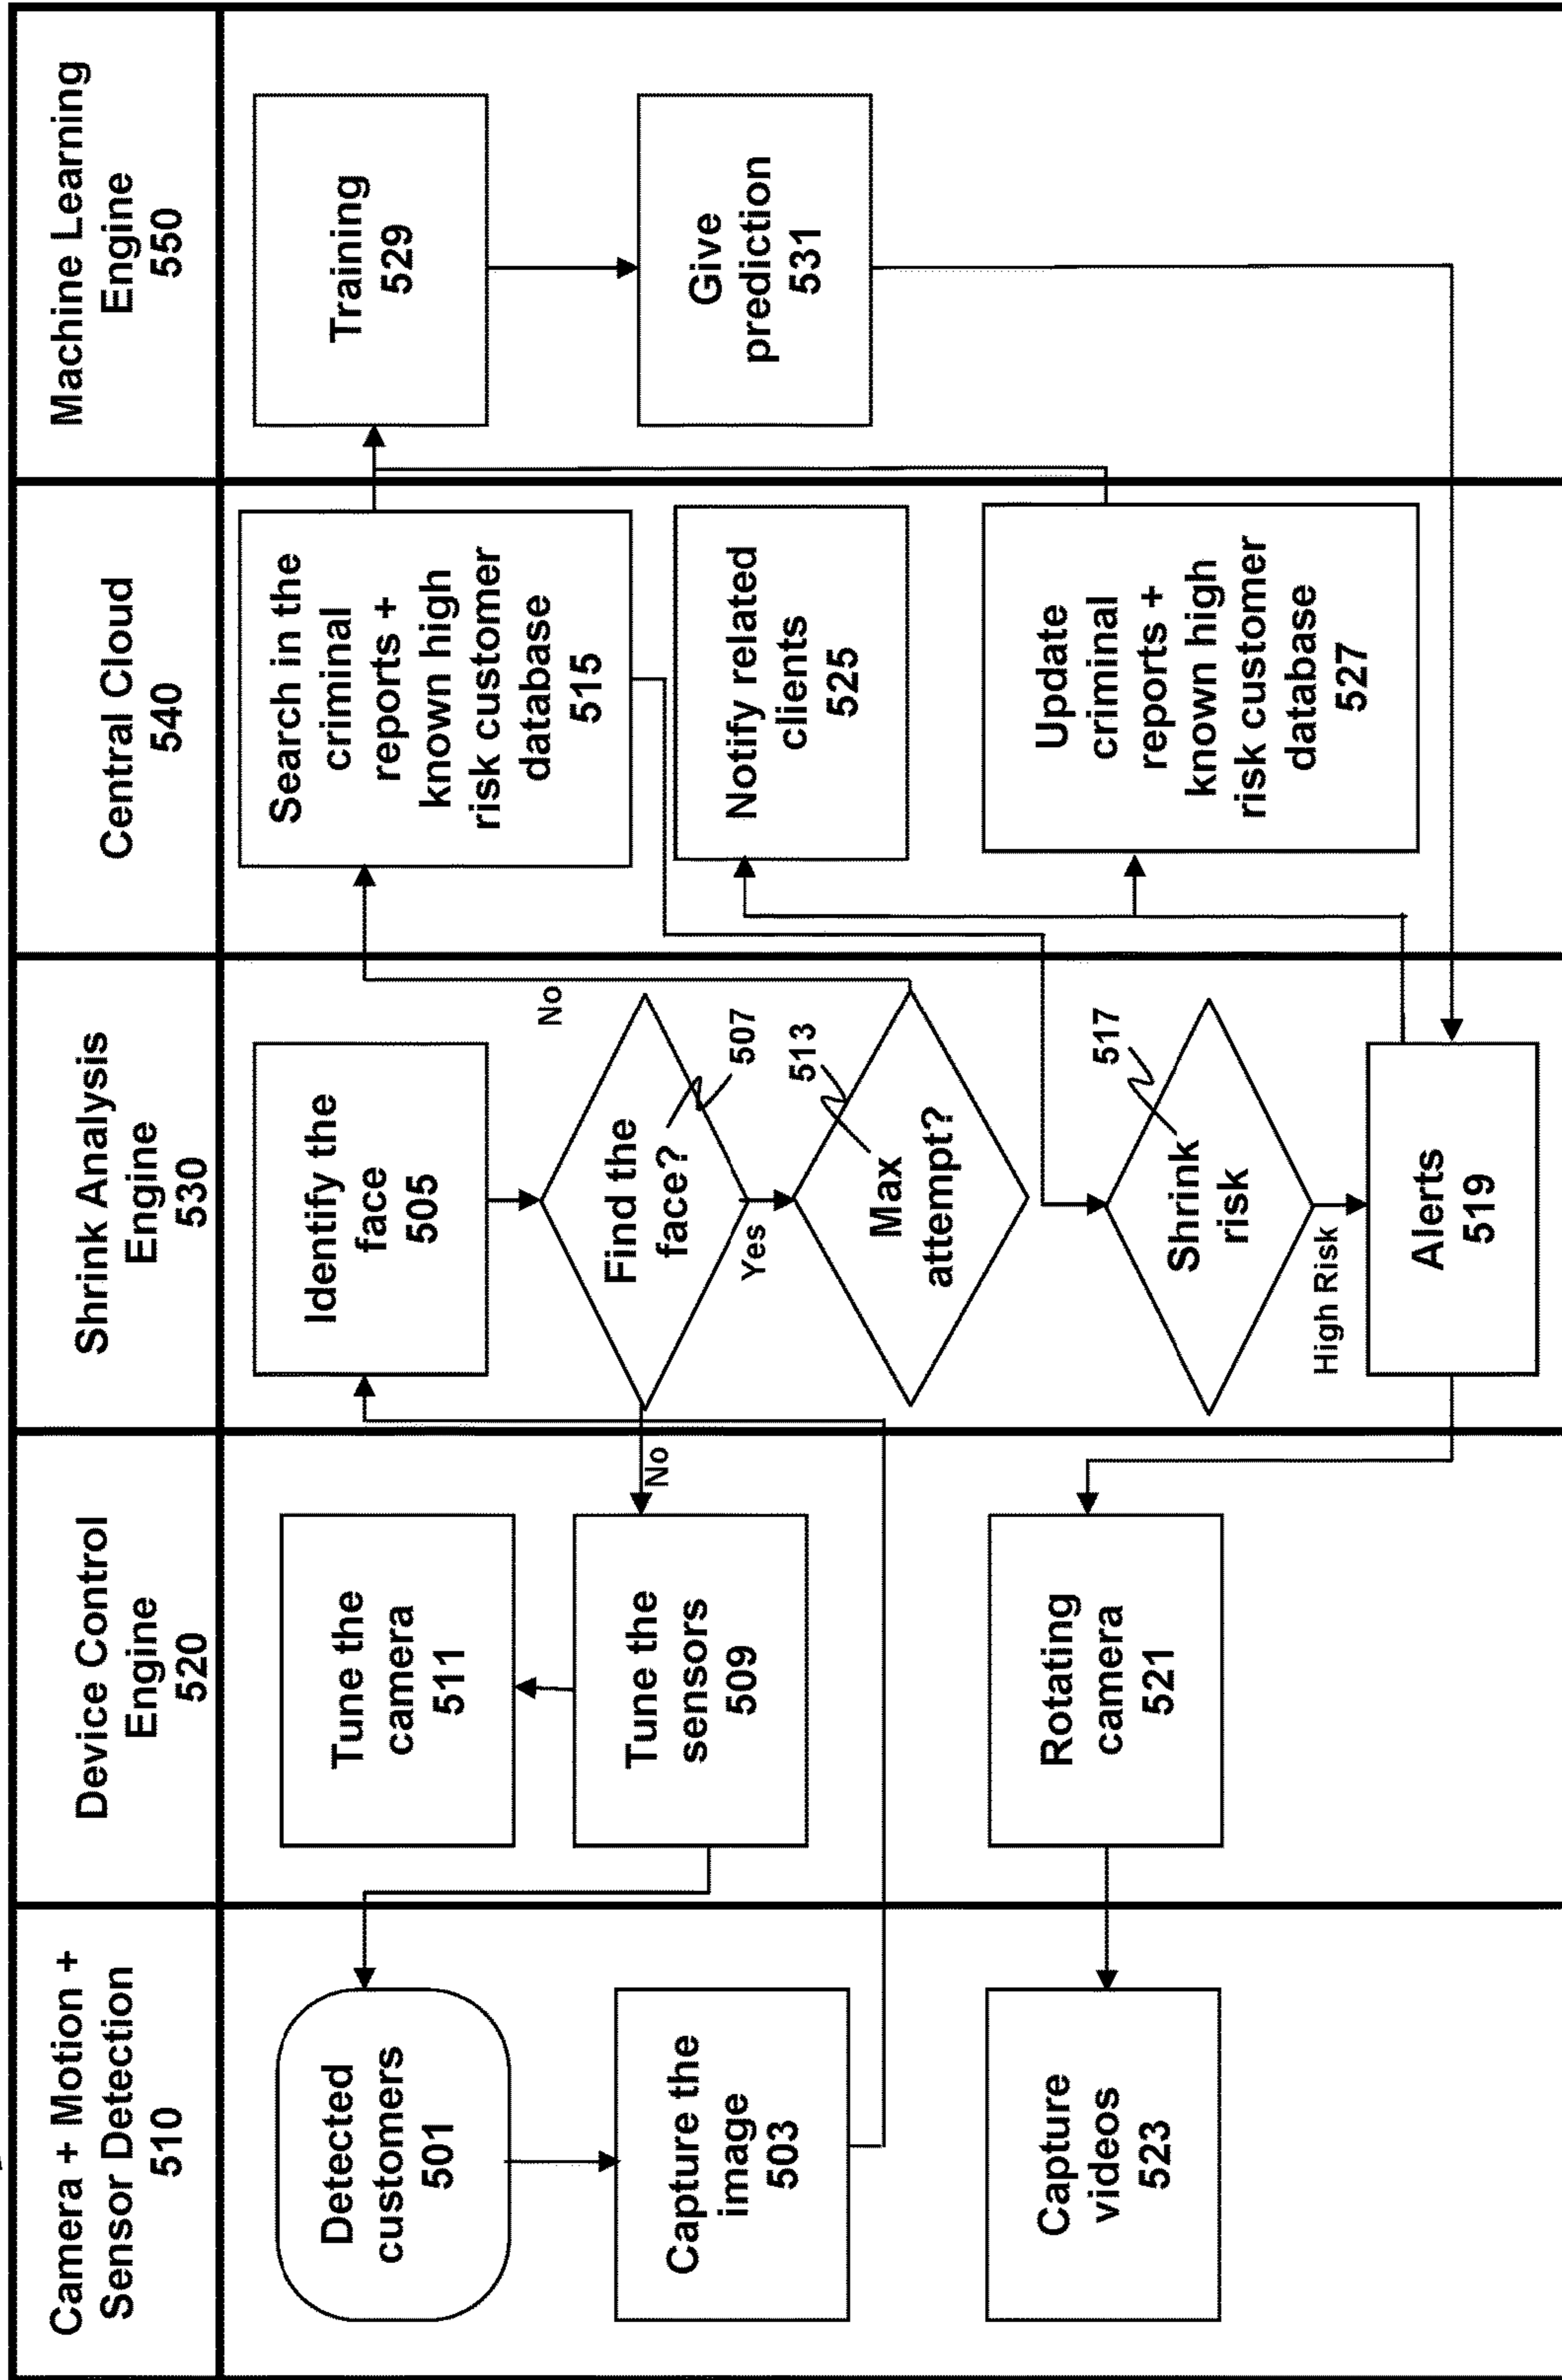 Camera + Motion +
Sensor Detection
510
Device Control
Engine
520
Shrink Analysis
Engine
530
Central Cloud
540
Machine Learning
Engine
550
Detected
customers
501
Capture the
image
503
Capture
videos
523
Tune the
camera
511
Tune the
sensors
509
No
Rotating
camera
521
Identify the
face
505
No
Find the
face?
507
Yes
513
Max
attempt?
517
Shrink
risk
High Risk
Alerts
519
Search in the
criminal
reports +
known high
risk customer
database
515
Notify related
clients
525
Update
criminal
reports +
known high
risk customer
database
527
Training
529
Give
prediction
531